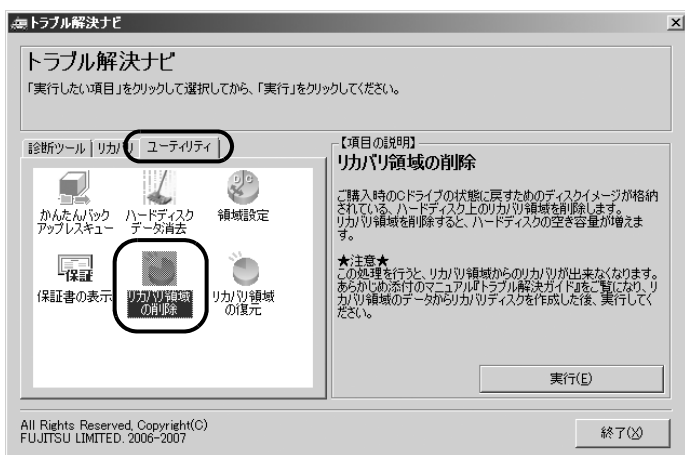 トラブル解決ナビ
トラブル解決ナビ
「実行したい項目」をクリックして選択してから、「実行」をクリックしてください。
診断ツール
リカバリ
ユーティリティ
かんたんバック
アップレスキュー
ハードディスク
データ消去
領域設定
保証
保証書の表示
リカバリ領域
の削除
リカバリ領域
の復元
【項目の説明】
リカバリ領域の削除
ご購入時のCドライブの状態に戻すためのディスクイメージが格納
されている、ハードディスク上のリカバリ領域を削除します。
リカバリ領域を削除すると、ハードディスクの空き容量が増えま
す。
★注意★
この処理を行うと、リカバリ領域からのリカバリが出来なくなります。
あらかじめ添付のマニュアル『トラブル解決ガイド』をご覧になり、リ
カバリ領域のデータからリカバリディスクを作成した後、実行してく
ださい。
実行(E)
All Rights Reserved, Copyright(C)
FUJITSU LIMITED. 2006-2007
終了(X)